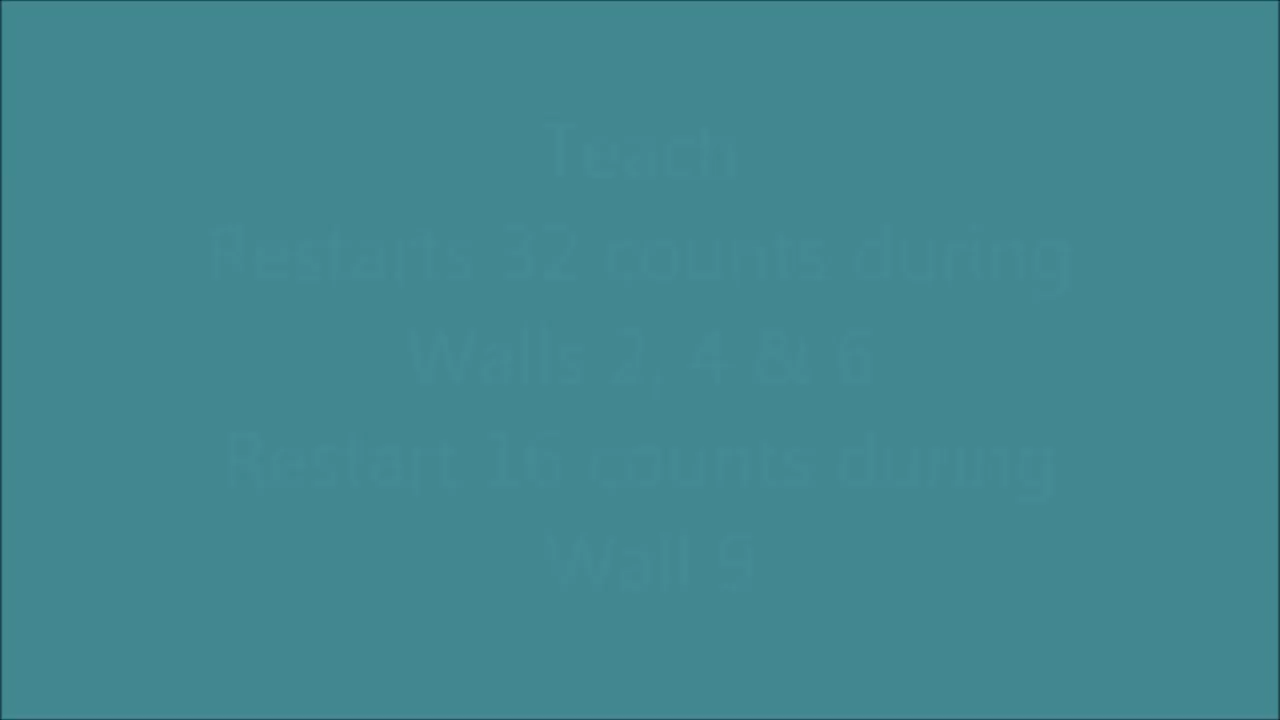 Teach
Restarts 32 counts during
Walls 2, 4 & 6
Restart 16 counts during
Wall 9